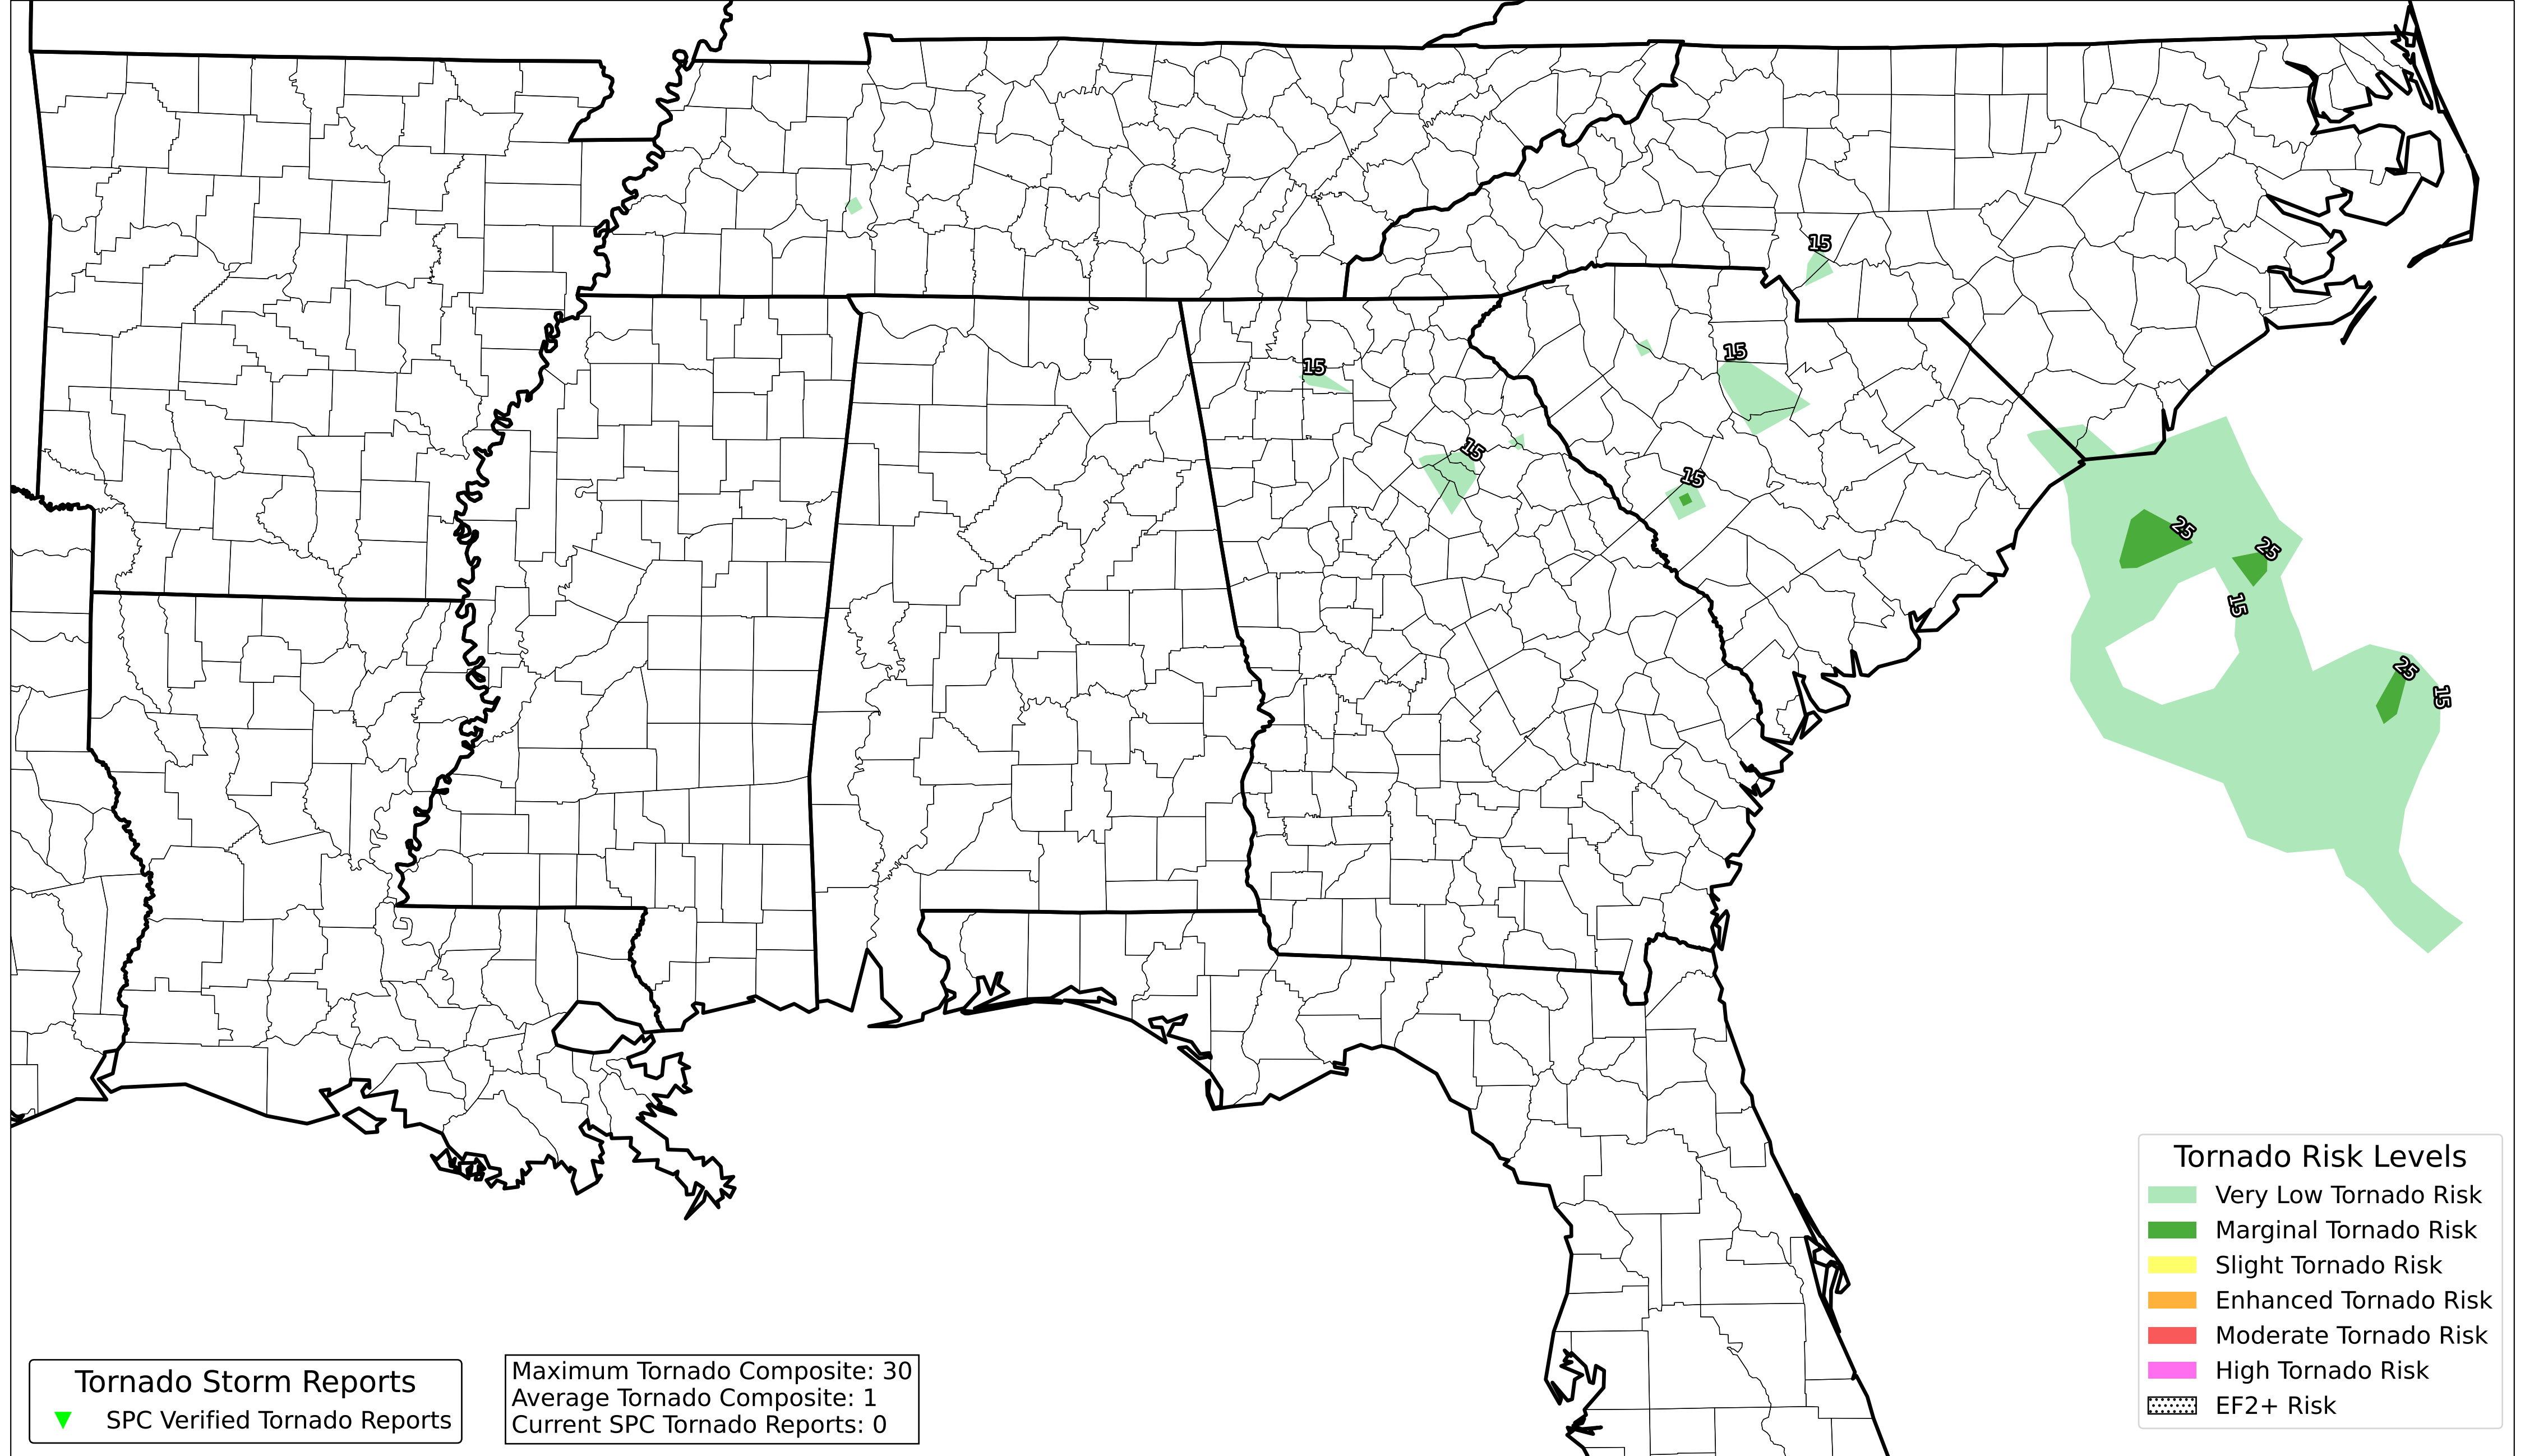 15
15
15
15
15
25
25
15
25
15
Tornado Risk Levels
Very Low Tornado Risk
Marginal Tornado Risk
Slight Tornado Risk
Enhanced Tornado Risk
Moderate Tornado Risk
High Tornado Risk
EF2+ Risk
Tornado Storm Reports
SPC Verified Tornado Reports
Maximum Tornado Composite: 30
Average Tornado Composite: 1
Current SPC Tornado Reports: 0